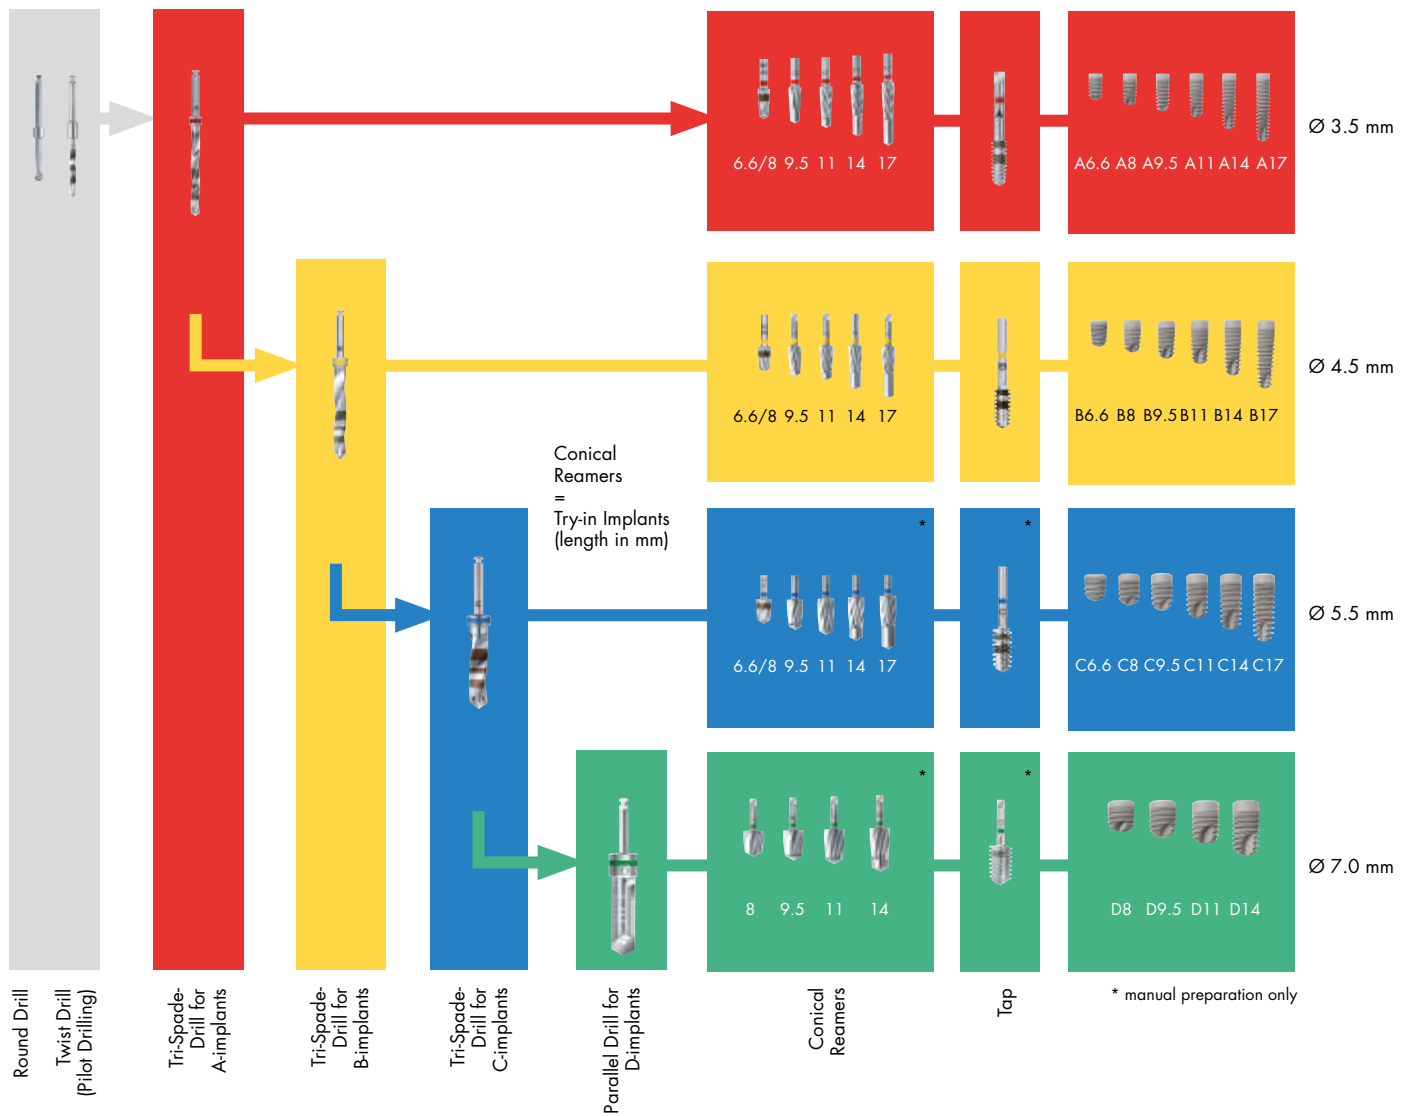 6.6/8 9.5 11 14 17
A6.6 A8 A9.5 A11 A14 A17
Ø 3.5 mm
6.6/8 9.5 11 14 17
B6.6 B8 B9.5 B11 B14 B17
Ø 4.5 mm
Conical
Reamers
=
Try-in Implants
(length in mm)
*
*
6.6/8 9.5 11 14 17
C6.6 C8 C9.5 C11 C14 C17
Ø 5.5 mm
*
*
8 9.5 11 14
D8 D9.5 D11 D14
Ø 7.0 mm
Round Drill
Twist Drill
(Pilot Drilling)
Tri-Spade-
Drill for
A-implants
Tri-Spade-
Drill for
B-implants
Tri-Spade-
Drill for
C-implants
Parallel Drill for
D-implants
Conical
Reamers
Tap
* manual preparation only